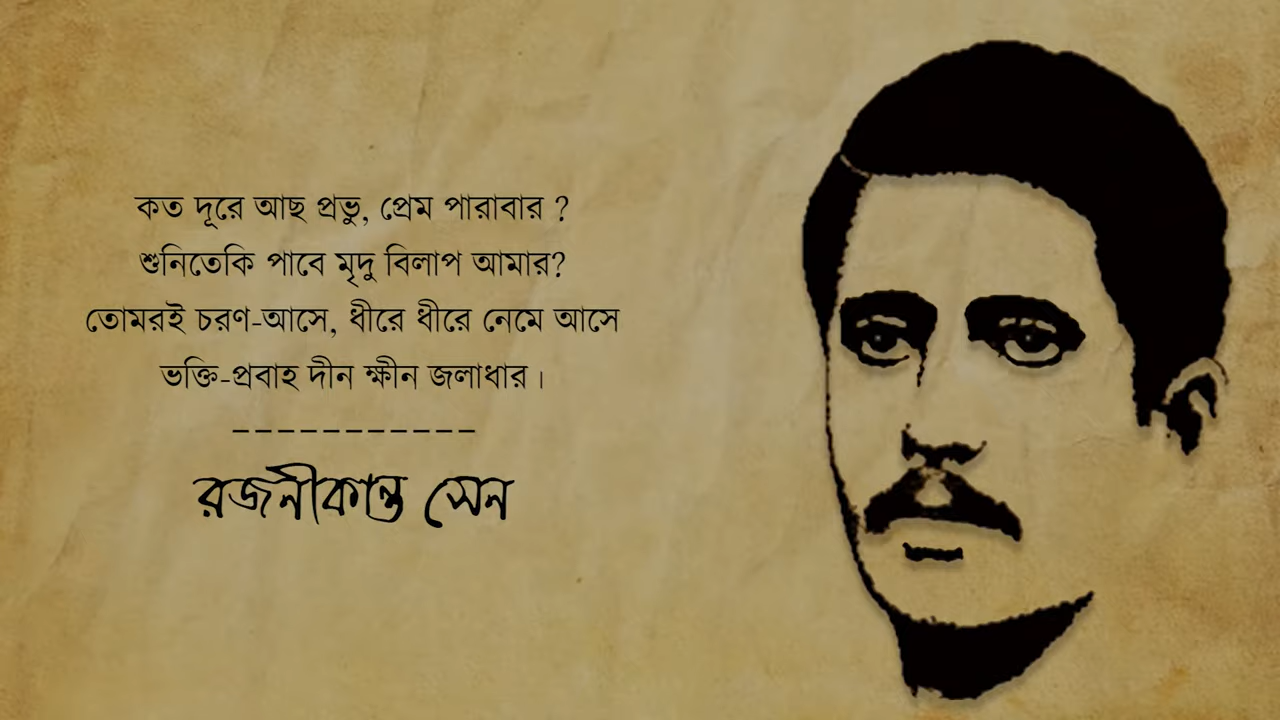 কত দূরে আছ প্রভু, প্রেম পারাবার ?
শুনিতেকি পাবে মৃদু বিলাপ আমার?
তোমরই চরণ-আসে, ধীরে ধীরে নেমে আসে
ভক্তি-প্রবাহ দীন ক্ষীন জলাধার।
–––––––––––
রজনীকান্ত সেন